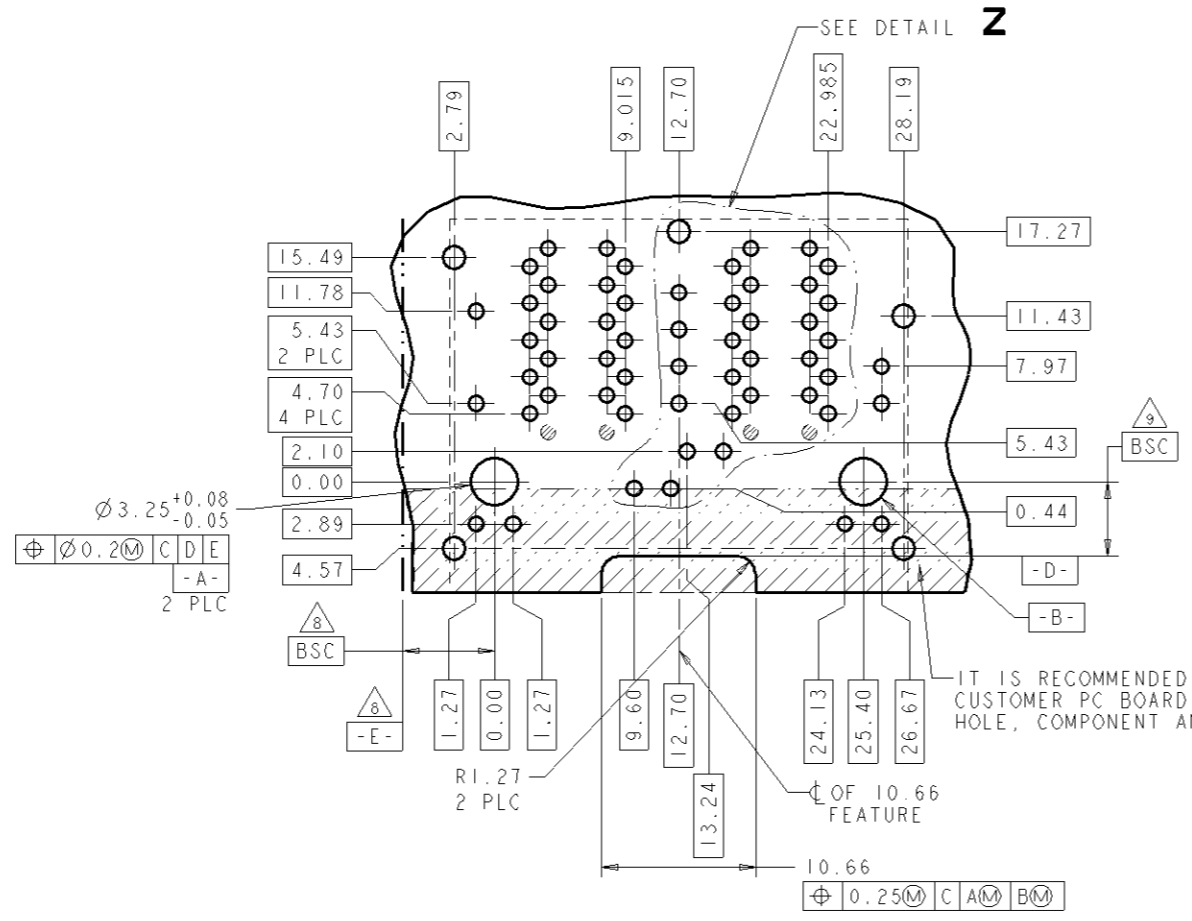 SEE DETAIL Z
2.79
9.015
12.70
22.985
28.19
17.27
15.49
11.78
11.43
5.43
2 PLC
7.97
4.70
4 PLC
5.43
9
BSC
2.10
0.00
Ø3.25 +0.08
-0.05
0.44
2.89
⌖ Ø0.2Ⓜ C D E
-A-
2 PLC
4.57
-D-
-B-
8
BSC
8
-E-
1.27
0.00
1.27
9.60
12.70
13.24
24.13
25.40
26.67
IT IS RECOMMENDED
CUSTOMER PC BOARD
HOLE, COMPONENT
R1.27
2 PLC
℄ OF 10.66
FEATURE
10.66
⌖ 0.25Ⓜ C AⓂ BⓂ